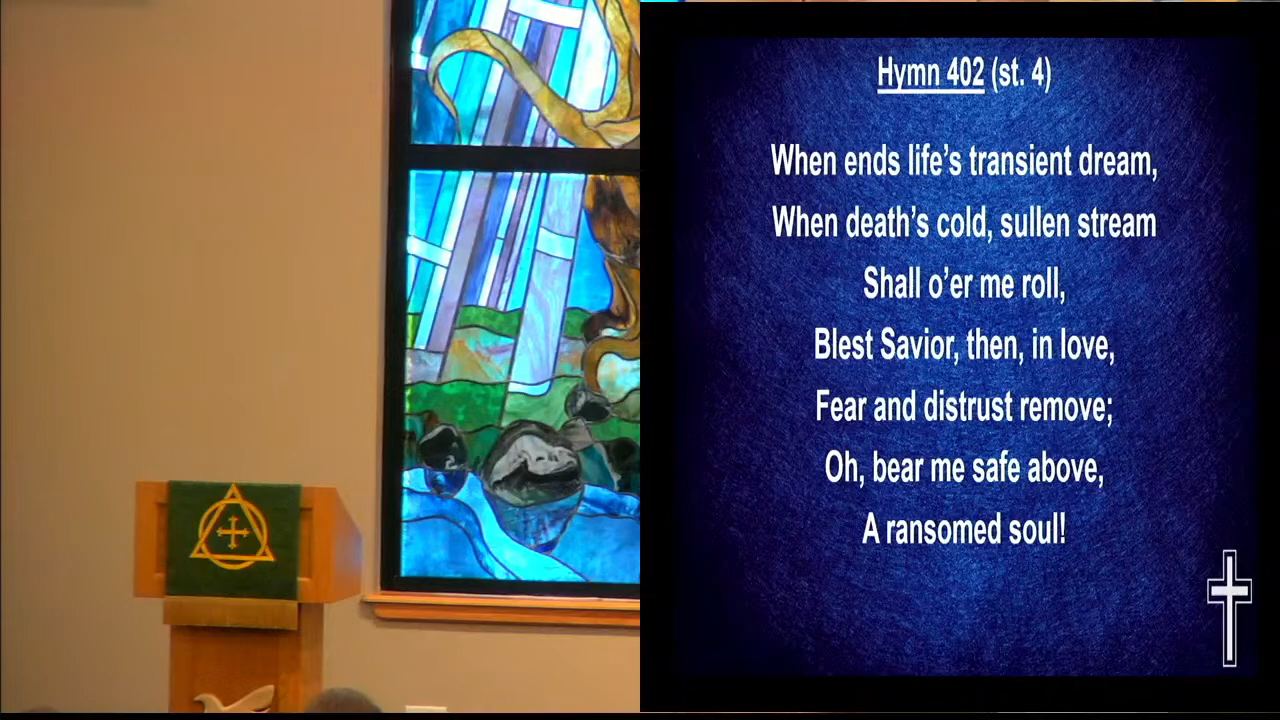 Hymn 402 (st. 4)
When ends life’s transient dream,
When death’s cold, sullen stream
Shall o’er me roll,
Blest Savior, then, in love,
Fear and distrust remove;
Oh, bear me safe above,
A ransomed soul!